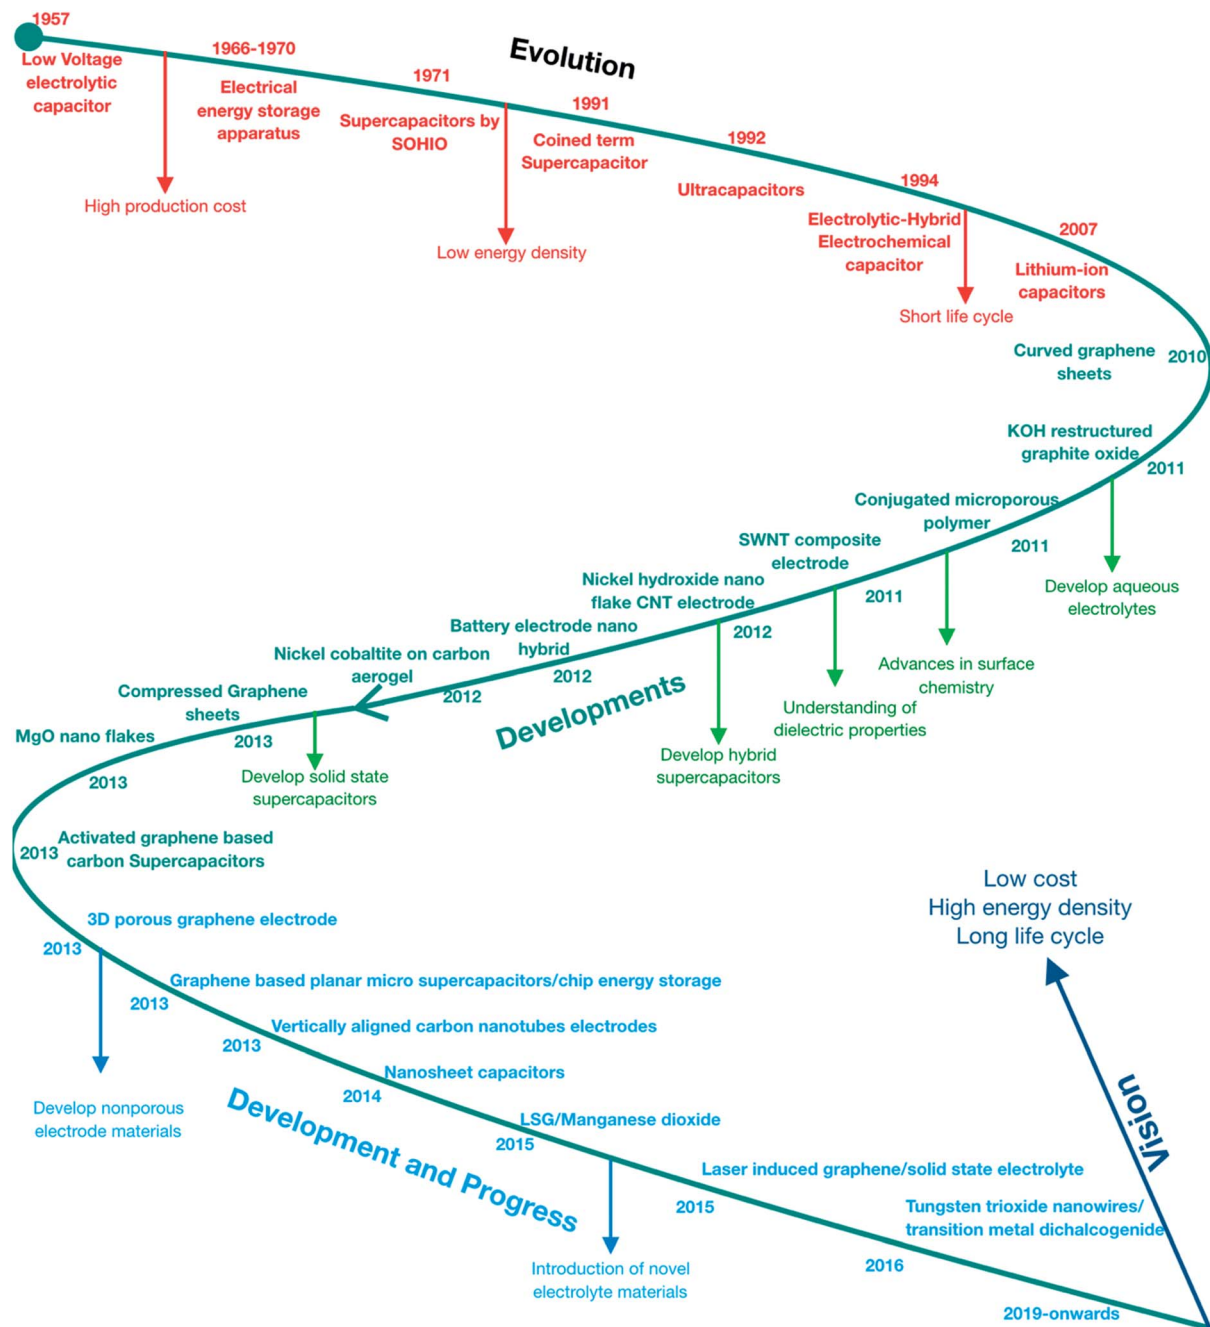 1957
Low Voltage
electrolytic
capacitor
High production cost
1966-1970
Electrical
energy storage
apparatus
1971
Supercapacitors by
SOHIO
Evolution
Low energy density
1991
Coined term
Supercapacitor
1992
Ultracapacitors
1994
Electrolytic-Hybrid
Electrochemical
capacitor
Short life cycle
2007
Lithium-ion
capacitors
Curved graphene
sheets
2010
KOH restructured
graphite oxide
2011
Develop aqueous
electrolytes
Conjugated microporous
polymer
2011
Advances in surface
chemistry
SWNT composite
electrode
2011
Understanding of
dielectric properties
Nickel hydroxide nano
flake CNT electrode
2012
Develop hybrid
supercapacitors
Battery electrode nano
hybrid
2012
Developments
Nickel cobaltite on carbon
aerogel
2012
Compressed Graphene
sheets
2013
Develop solid state
supercapacitors
MgO nano flakes
2013
Activated graphene based
carbon Supercapacitors
2013
3D porous graphene electrode
2013
Develop nonporous
electrode materials
Graphene based planar micro supercapacitors/chip energy storage
2013
Vertically aligned carbon nanotubes electrodes
2013
Nanosheet capacitors
2014
Development and Progress
LSG/Manganese dioxide
2015
Introduction of novel
electrolyte materials
Laser induced graphene/solid state electrolyte
2015
Tungsten trioxide nanowires/
transition metal dichalcogenide
2016
2019-onwards
Vision
Low cost
High energy density
Long life cycle